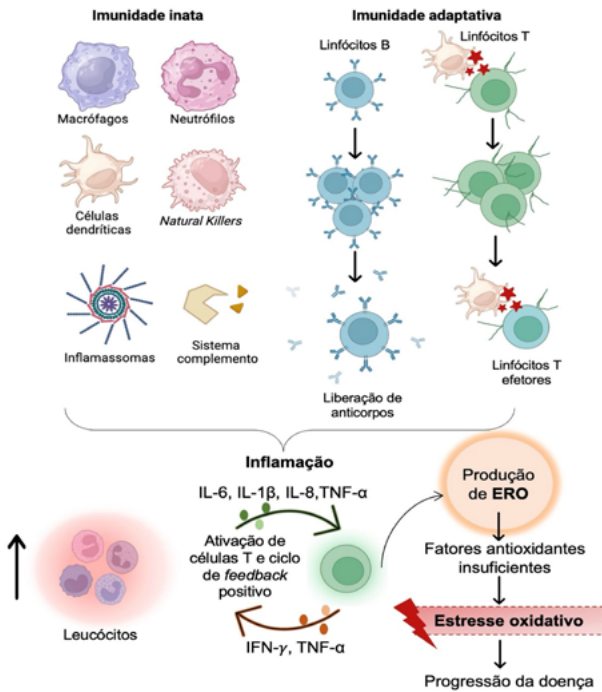 Imunidade inata
Macrófagos
Neutrófilos
Células
dendríticas
Natural Killers
Inflamassomas
Sistema
complemento
Imunidade adaptativa
Linfócitos B
Liberação de
anticorpos
Linfócitos T
Linfócitos T
efetores
Inflamação
Leucócitos
IL-6, IL-1β, IL-8,TNF-α
Ativação de
células T e ciclo
de feedback
positivo
IFN-γ, TNF-α
Produção
de ERO
Fatores antioxidantes
insuficientes
Estresse oxidativo
Progressão da doença